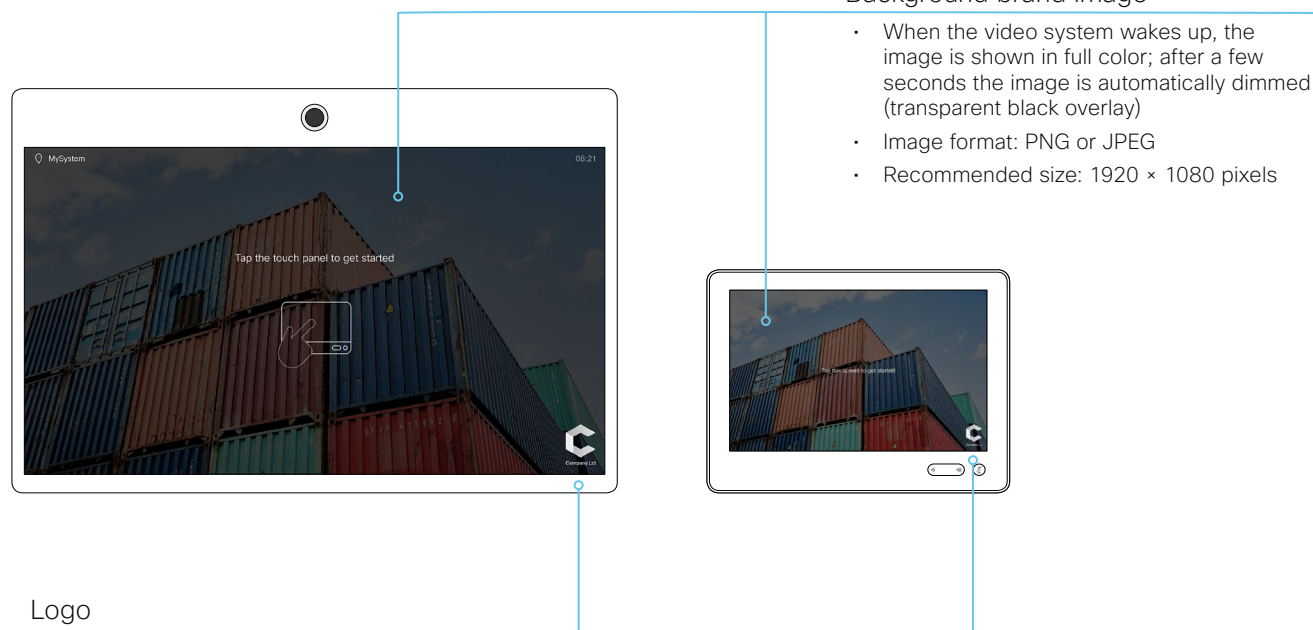 Background brand image
• When the video system wakes up, the
image is shown in full color; after a few
seconds the image is automatically dimmed
(transparent black overlay)
• Image format: PNG or JPEG
• Recommended size: 1920 × 1080 pixels
MySystem
08:21
Tap the touch panel to get started
Company Ltd
Tap the screen to get started
Logo